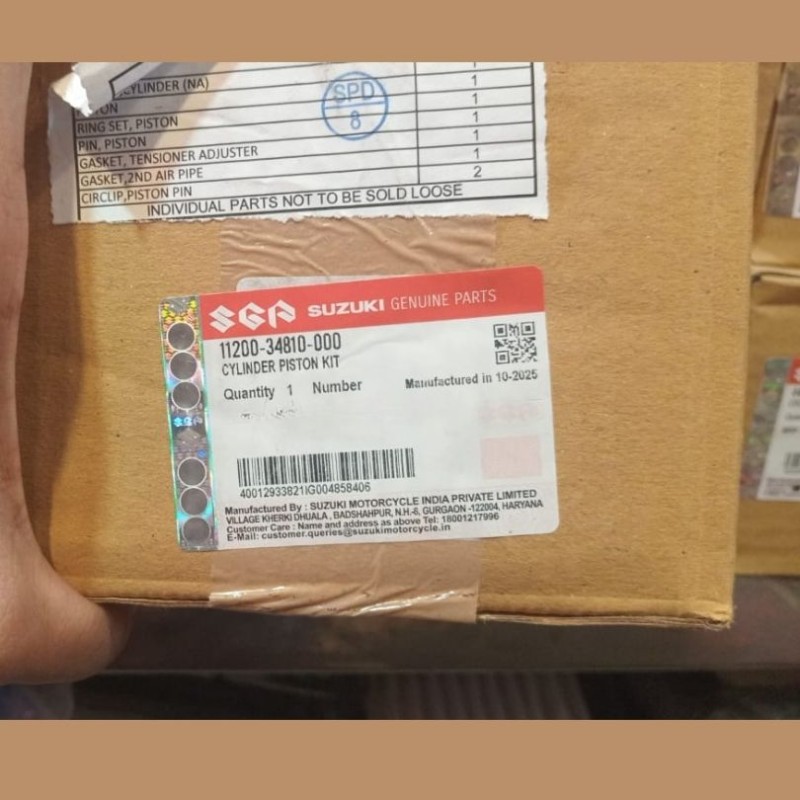 CYLINDER (NA) 1
RING SET, PISTON 1
PIN, PISTON 1
GASKET, TENSIONER ADJUSTER 1
GASKET,2ND AIR PIPE 1
CIRCLIP,PISTON PIN 2
INDIVIDUAL PARTS NOT TO BE SOLD LOOSE
SPD
8
SGP SUZUKI GENUINE PARTS
11200-34810-000
CYLINDER PISTON KIT
Quantity 1 Number
Manufactured in 10-2025
SGP
40012933821IG004858406
Manufactured By : SUZUKI MOTORCYCLE INDIA PRIVATE LIMITED
VILLAGE KHERKI DHUALA , BADSHAHPUR, N.H.-8, GURGAON -122004, HARYANA
Customer Care : Name and address as above Tel: 18001217996
E-Mail: customer.queries@suzukimotorcycle.in